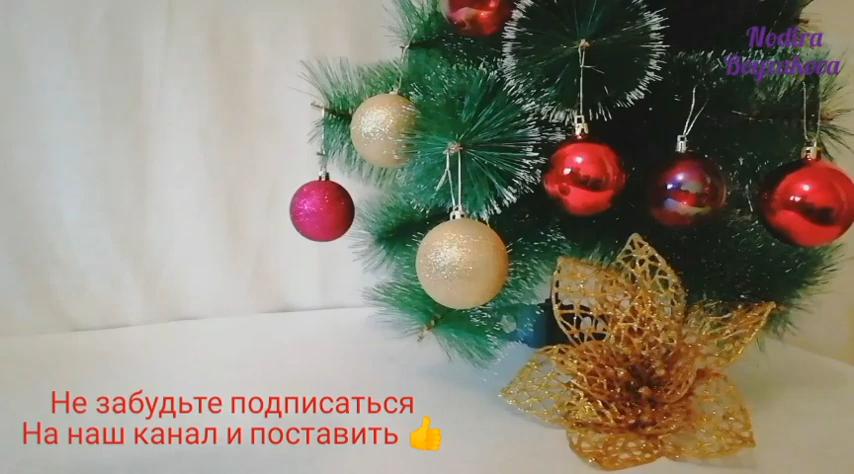 Nodira
Не забудьте подписаться
На наш канал и поставить 👍